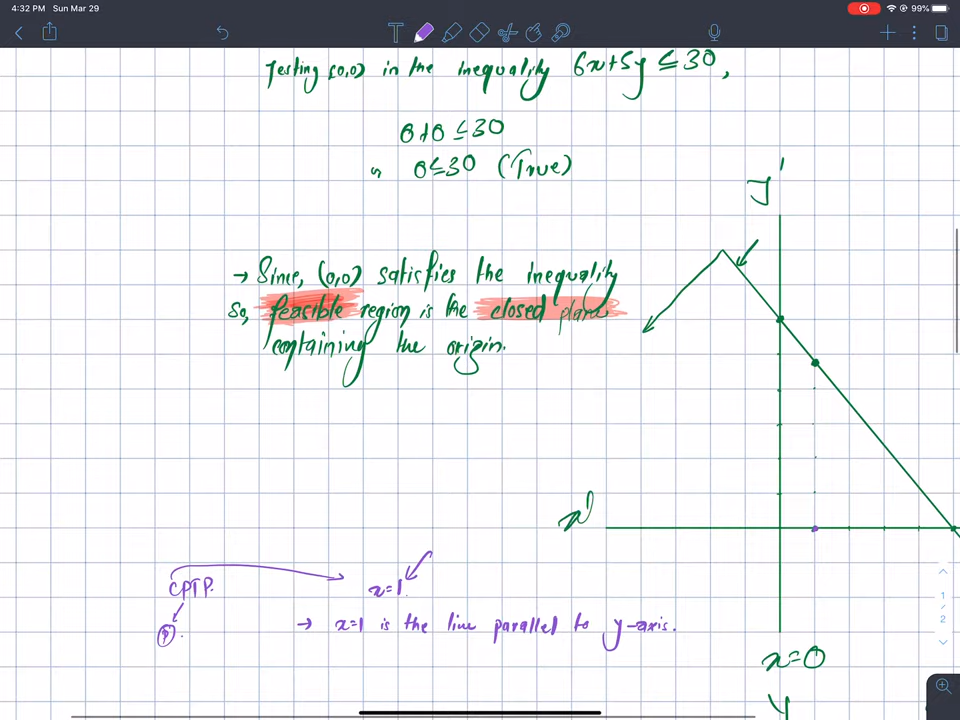 4:32 PM Sun Mar 29
99%
Testing (0,0) in the inequality 6x+5y ≤ 30,
0+0 ≤ 30
0 ≤ 30 (True)
→ Since, (0,0) satisfies the inequality
So, feasible region is the closed plane
containing the origin.
y'
x'
CPTP.
x=1.
P
→ x=1 is the line parallel to y-axis.
x=0
y
1
/
2